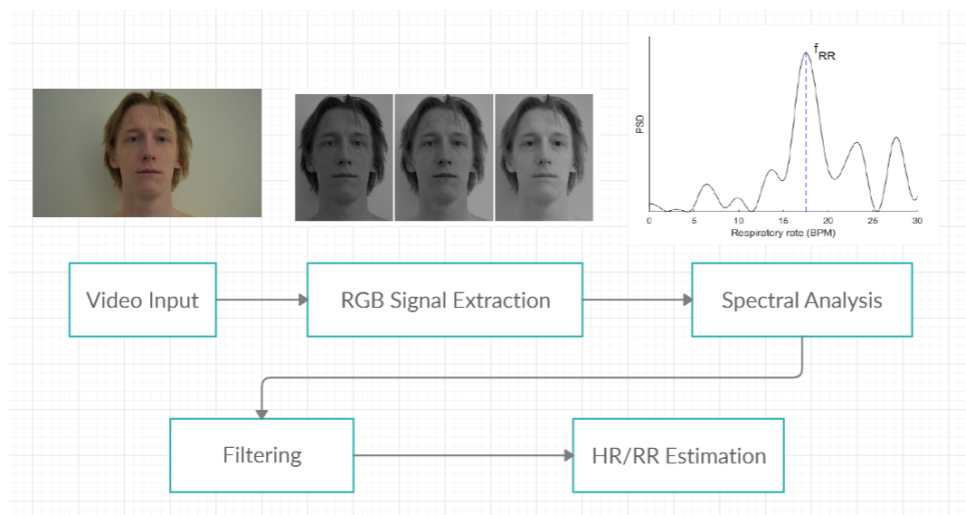 f_RR
PSD
0 5 10 15 20 25 30
Respiratory rate (BPM)
Video Input
RGB Signal Extraction
Spectral Analysis
Filtering
HR/RR Estimation